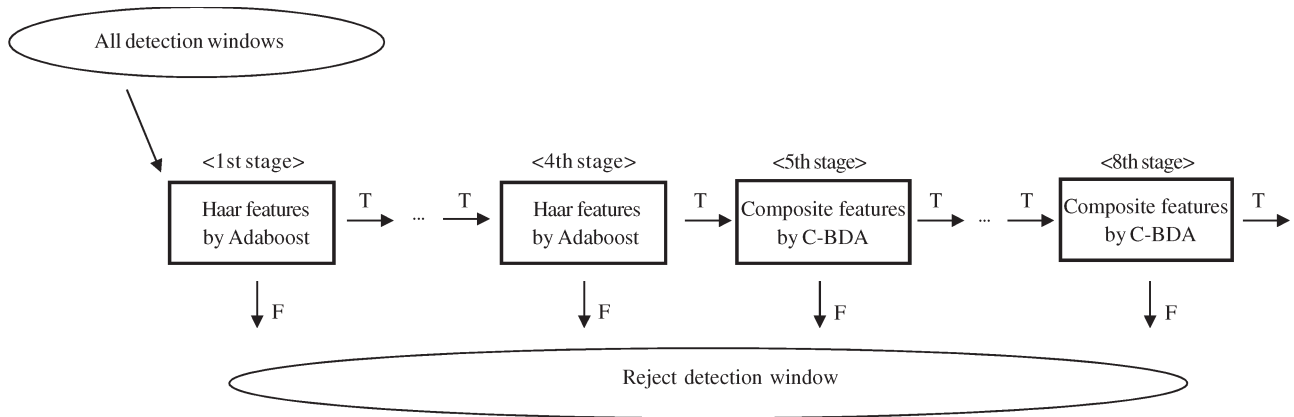 All detection windows
<1st stage>
<4th stage>
<5th stage>
<8th stage>
Haar features
by Adaboost
T
...
T
Haar features
by Adaboost
T
Composite features
by C-BDA
T
...
T
Composite features
by C-BDA
T
F
F
F
F
Reject detection window